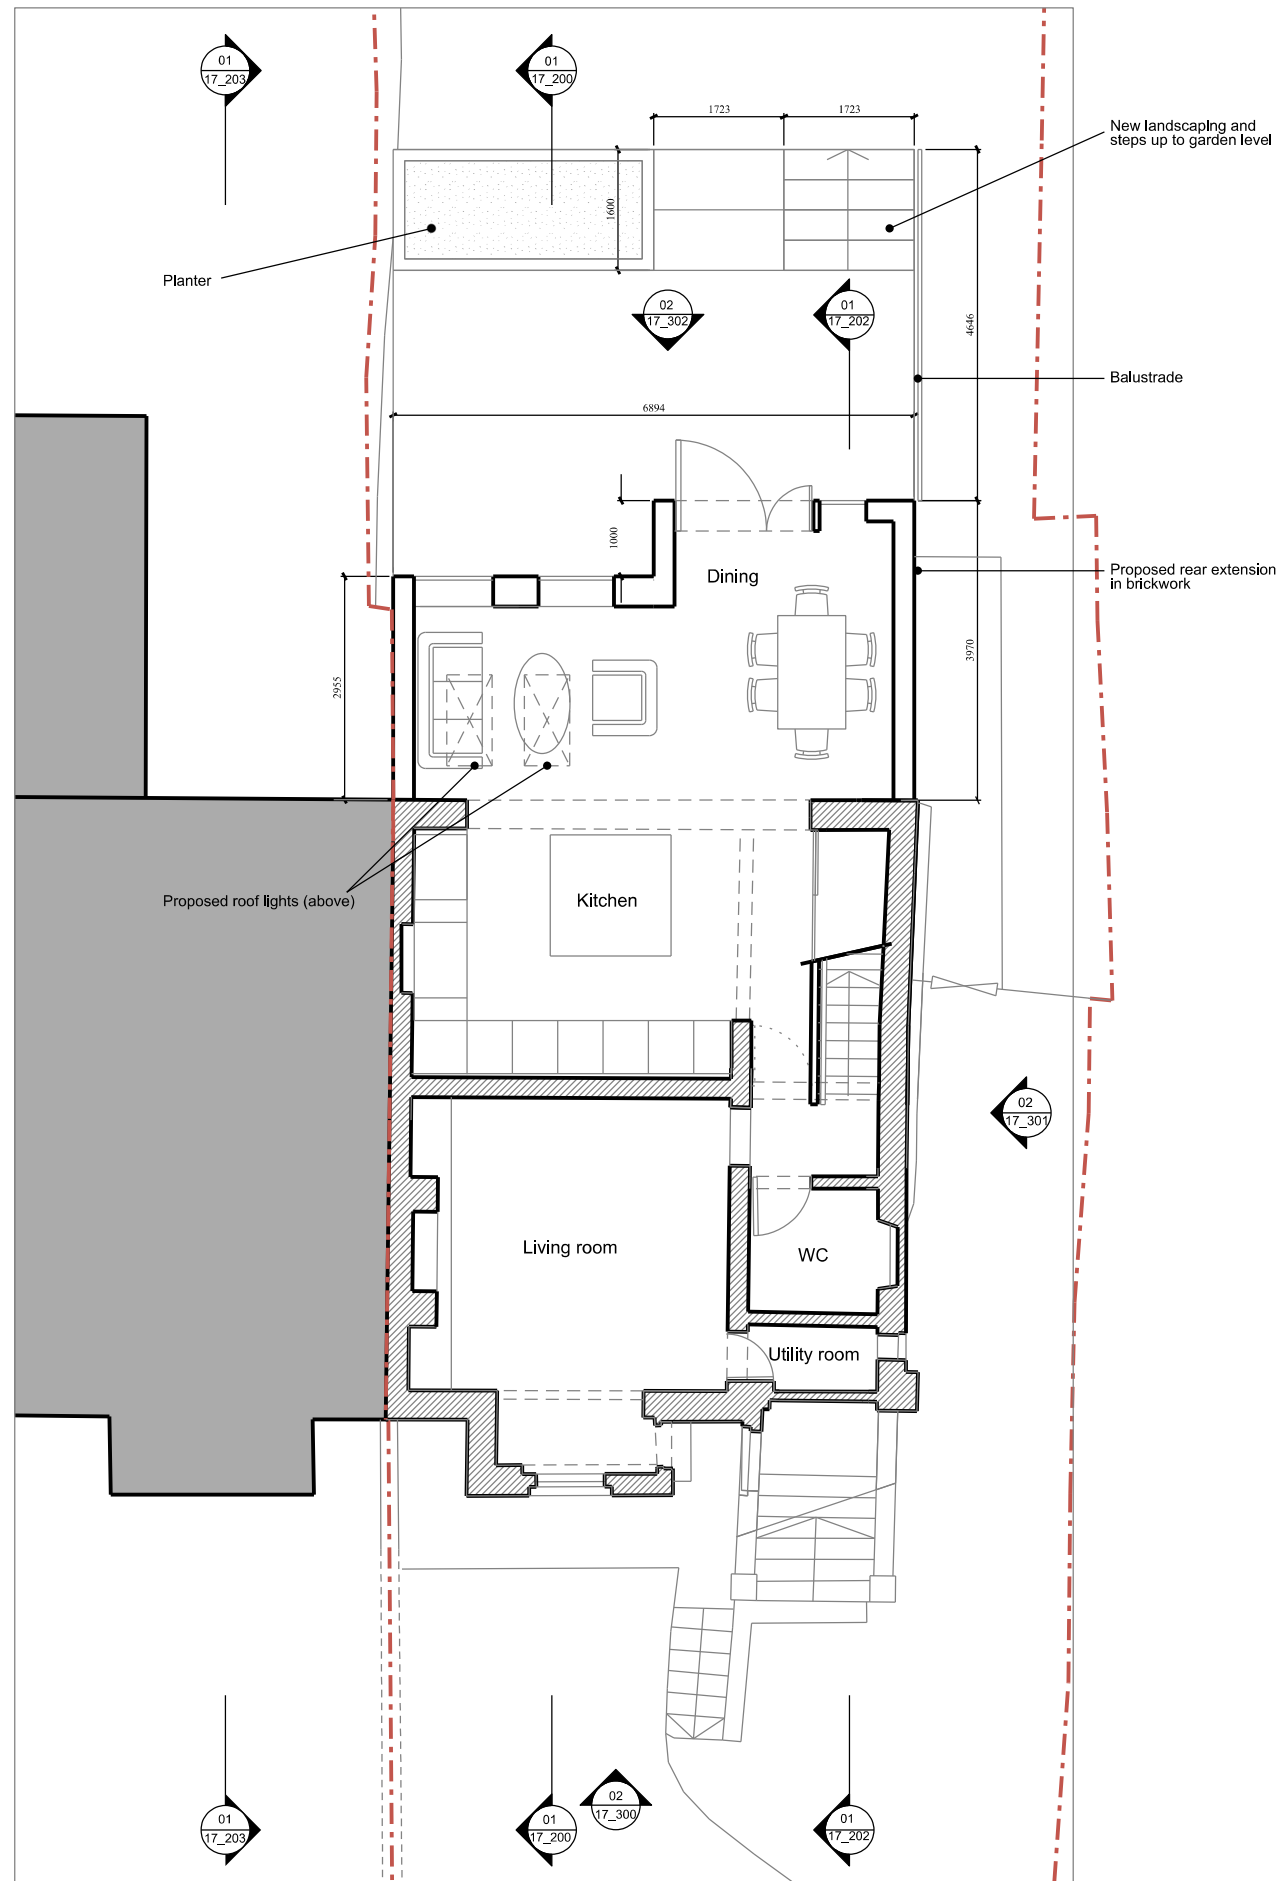 01
17_203
01
17_200
1723
1723
New landscaping and
steps up to garden level
1600
Planter
02
17_302
01
17_202
4646
Balustrade
6894
1000
Dining
Proposed rear extension
in brickwork
3970
2955
Proposed roof lights (above)
Kitchen
02
17_301
Living room
WC
Utility room
01
17_203
01
17_200
02
17_300
01
17_202